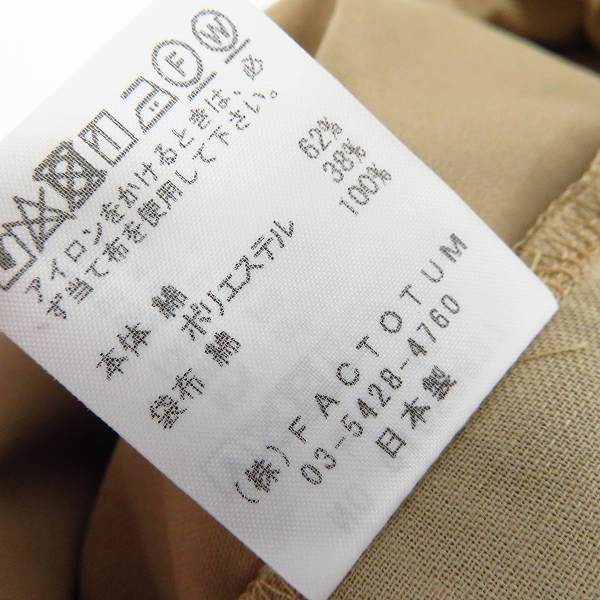 F W
アイロンをかけるときは、必
ず当て布を使用して下さい。
本体 綿 62%
ポリエステル 38%
袋布 綿 100%
(株)FACTOTUM
03-5428-4760
日本製